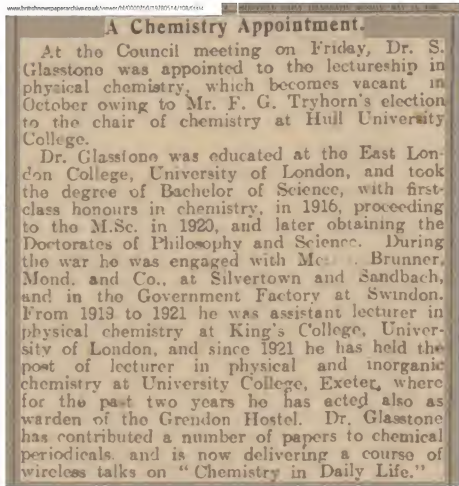 A Chemistry Appointment.
At the Council meeting on Friday, Dr. S.
Glasstone was appointed to the lectureship in
physical chemistry, which becomes vacant in
October owing to Mr. F. G. Tryhorn's election
to the chair of chemistry at Hull University
College.
Dr. Glasstone was educated at the East Lon-
don College, University of London, and took
the degree of Bachelor of Science, with first-
class honours in chemistry, in 1916, proceeding
to the M.Sc. in 1920, and later obtaining the
Doctorates of Philosophy and Science. During
the war he was engaged with Brunner,
Mond. and Co., at Silvertown and Sandbach,
and in the Government Factory at Swindon.
From 1919 to 1921 he was assistant lecturer in
physical chemistry at King's College, Univer-
sity of London, and since 1921 he has held the
post of lecturer in physical and inorganic
chemistry at University College, Exeter, where
for the past two years he has acted also as
warden of the Grendon Hostel. Dr. Glasstone
has contributed a number of papers to chemical
periodicals. and is now delivering a course of
wireless talks on "Chemistry in Daily Life."